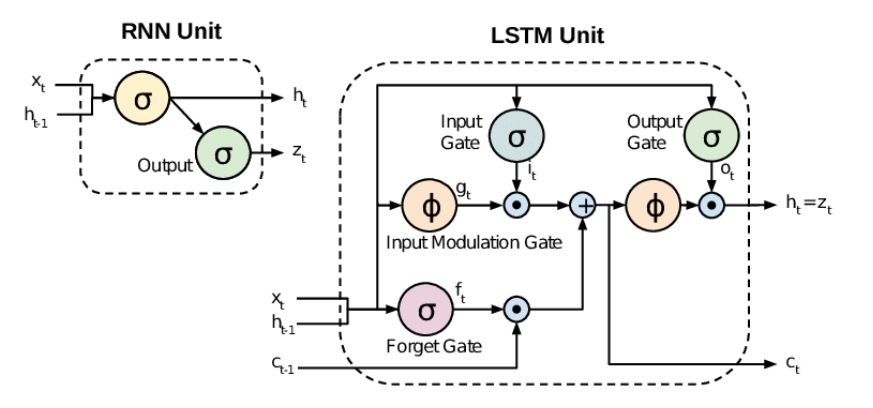 RNN Unit
x_t
h_t-1
σ
h_t
Output
σ
z_t
LSTM Unit
Input
Gate
σ
i_t
Output
Gate
σ
o_t
ϕ
g_t
Input Modulation Gate
+
ϕ
h_t=z_t
x_t
h_t-1
σ
f_t
Forget Gate
c_t-1
c_t